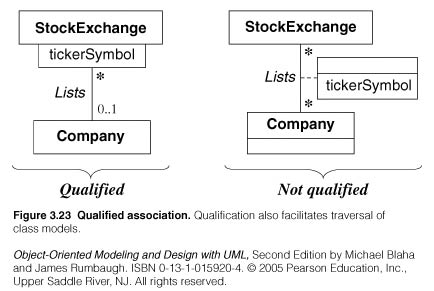 StockExchange
tickerSymbol
*
Lists
0..1
Company
Qualified
StockExchange
*
Lists
tickerSymbol
*
Company
Not qualified
Figure 3.23 Qualified association. Qualification also facilitates traversal of
class models.
Object-Oriented Modeling and Design with UML, Second Edition by Michael Blaha
and James Rumbaugh. ISBN 0-13-1-015920-4. © 2005 Pearson Education, Inc.,
Upper Saddle River, NJ. All rights reserved.